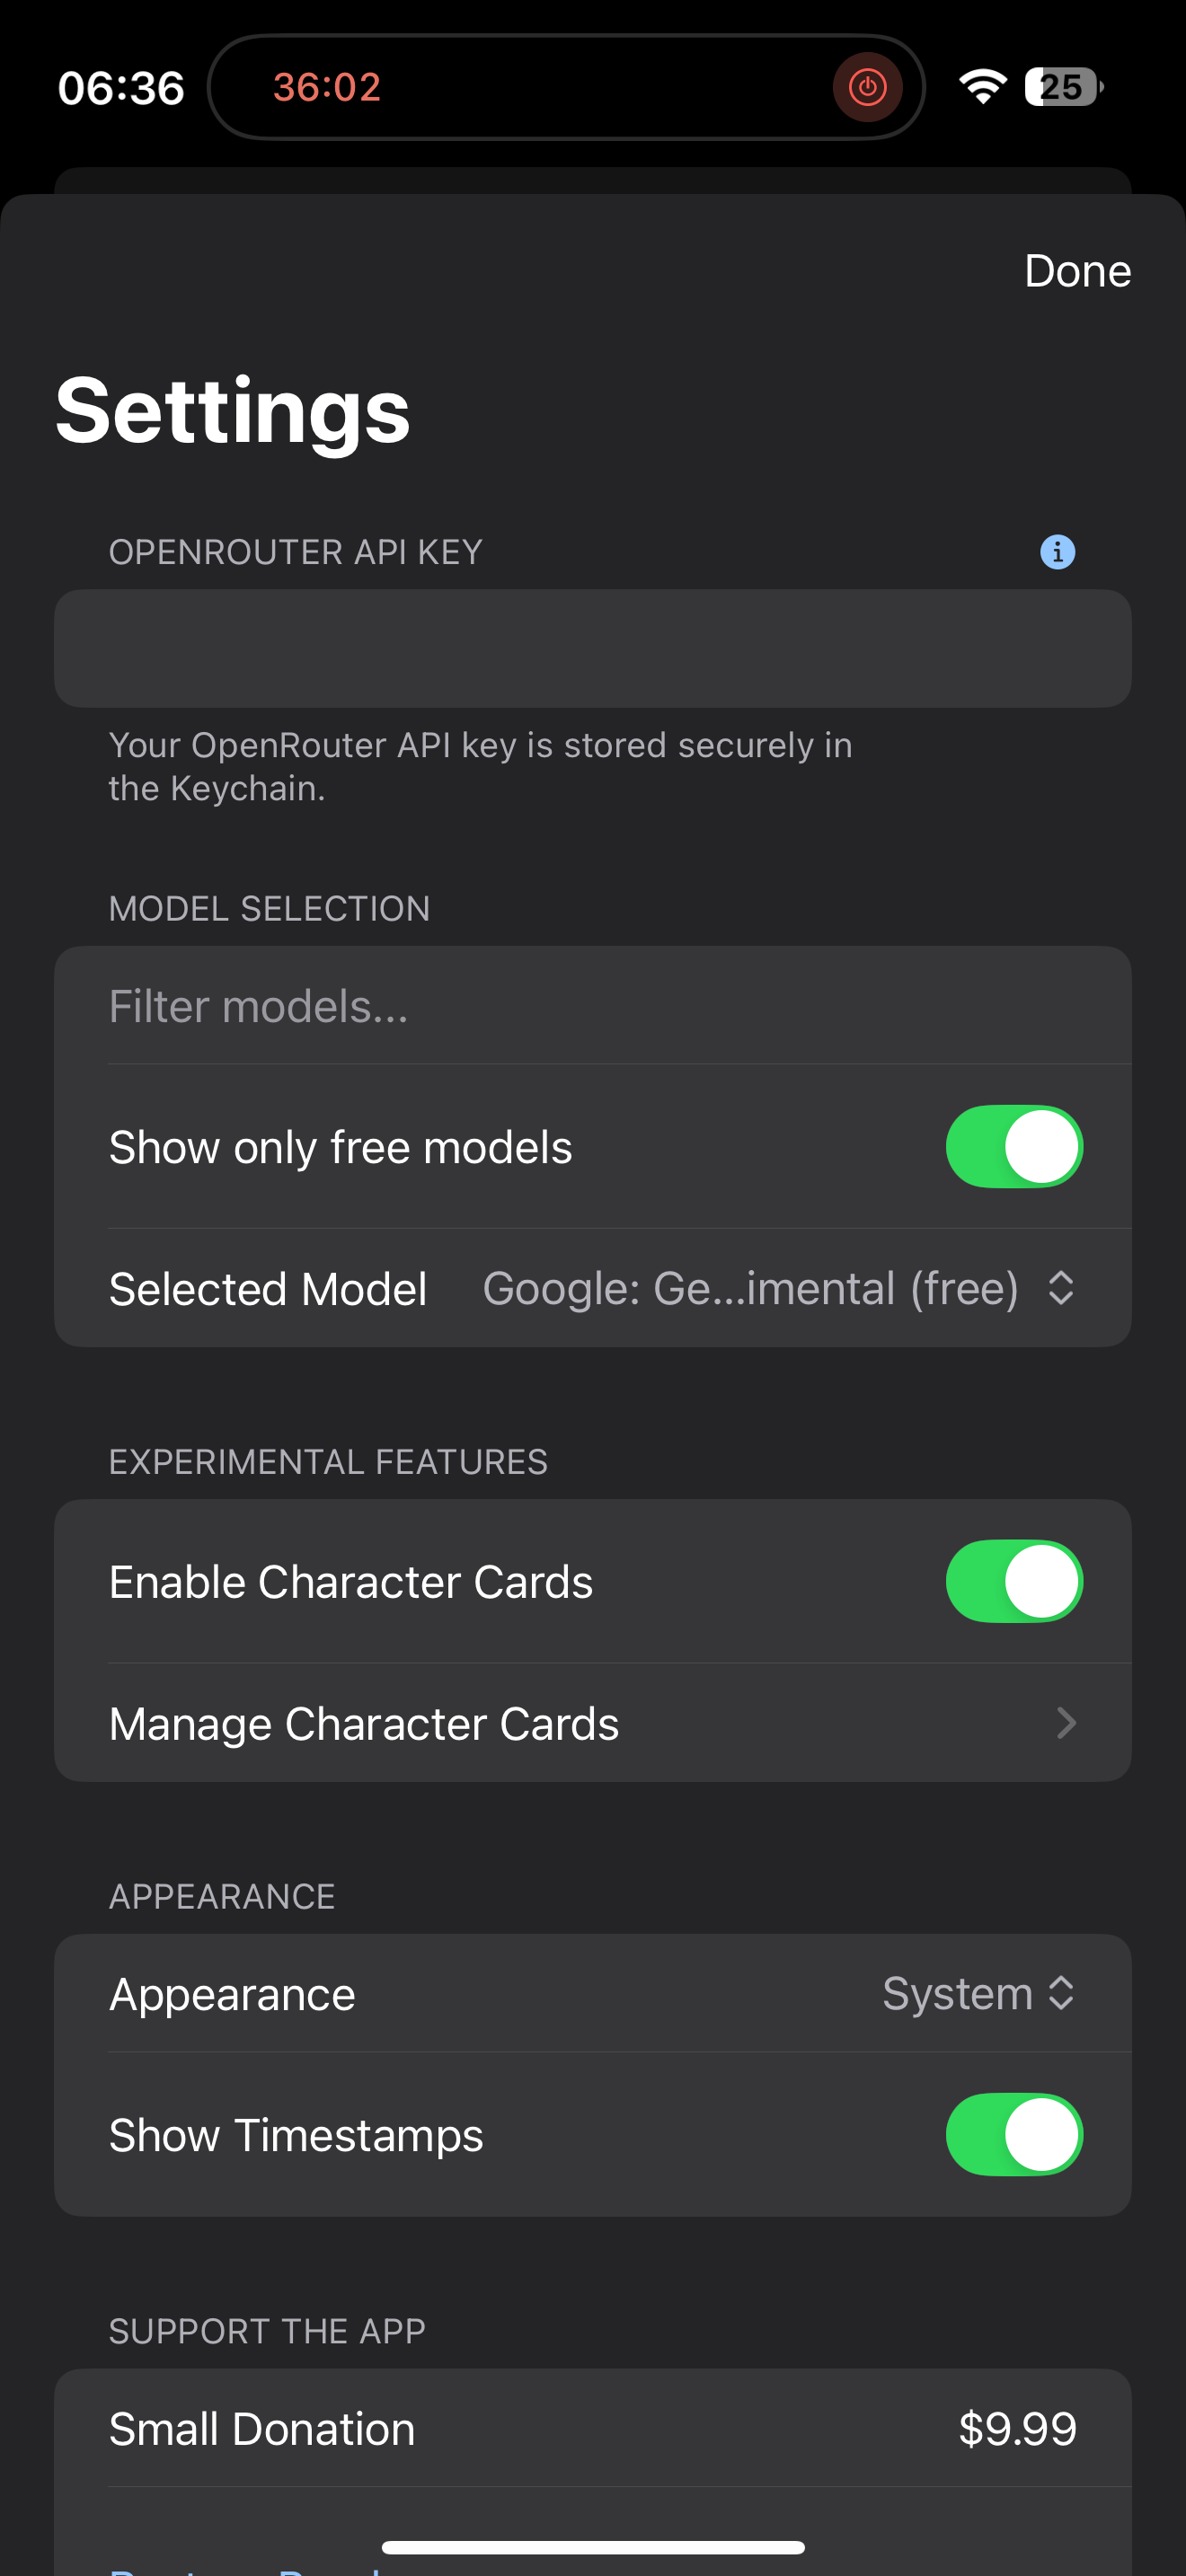 06:36
36:02
25
Done
Settings
OPENROUTER API KEY
Your OpenRouter API key is stored securely in
the Keychain.
MODEL SELECTION
Filter models...
Show only free models
Selected Model Google: Ge...imental (free)
EXPERIMENTAL FEATURES
Enable Character Cards
Manage Character Cards
APPEARANCE
Appearance System
Show Timestamps
SUPPORT THE APP
Small Donation $9.99